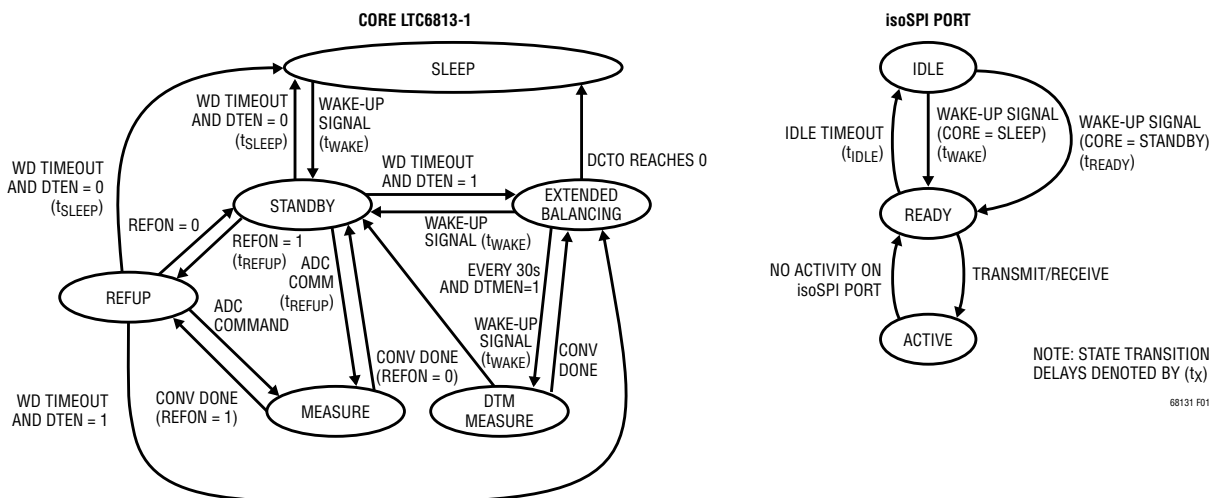 CORE LTC6813-1
SLEEP
WD TIMEOUT
AND DTEN = 0
(tSLEEP)
WAKE-UP
SIGNAL
(tWAKE)
WD TIMEOUT
AND DTEN = 0
(tSLEEP)
WD TIMEOUT
AND DTEN = 1
DCTO REACHES 0
STANDBY
EXTENDED
BALANCING
REFON = 0
REFON = 1
(tREFUP)
WAKE-UP
SIGNAL (tWAKE)
ADC
COMM
(tREFUP)
EVERY 30s
AND DTMEN=1
REFUP
ADC
COMMAND
WAKE-UP
SIGNAL
(tWAKE)
CONV
DONE
CONV DONE
(REFON = 0)
WD TIMEOUT
AND DTEN = 1
CONV DONE
(REFON = 1)
MEASURE
DTM
MEASURE
isoSPI PORT
IDLE
IDLE TIMEOUT
(tIDLE)
WAKE-UP SIGNAL
(CORE = SLEEP)
(tWAKE)
WAKE-UP SIGNAL
(CORE = STANDBY)
(tREADY)
READY
NO ACTIVITY ON
isoSPI PORT
TRANSMIT/RECEIVE
ACTIVE
NOTE: STATE TRANSITION
DELAYS DENOTED BY (tX)
68131 F01